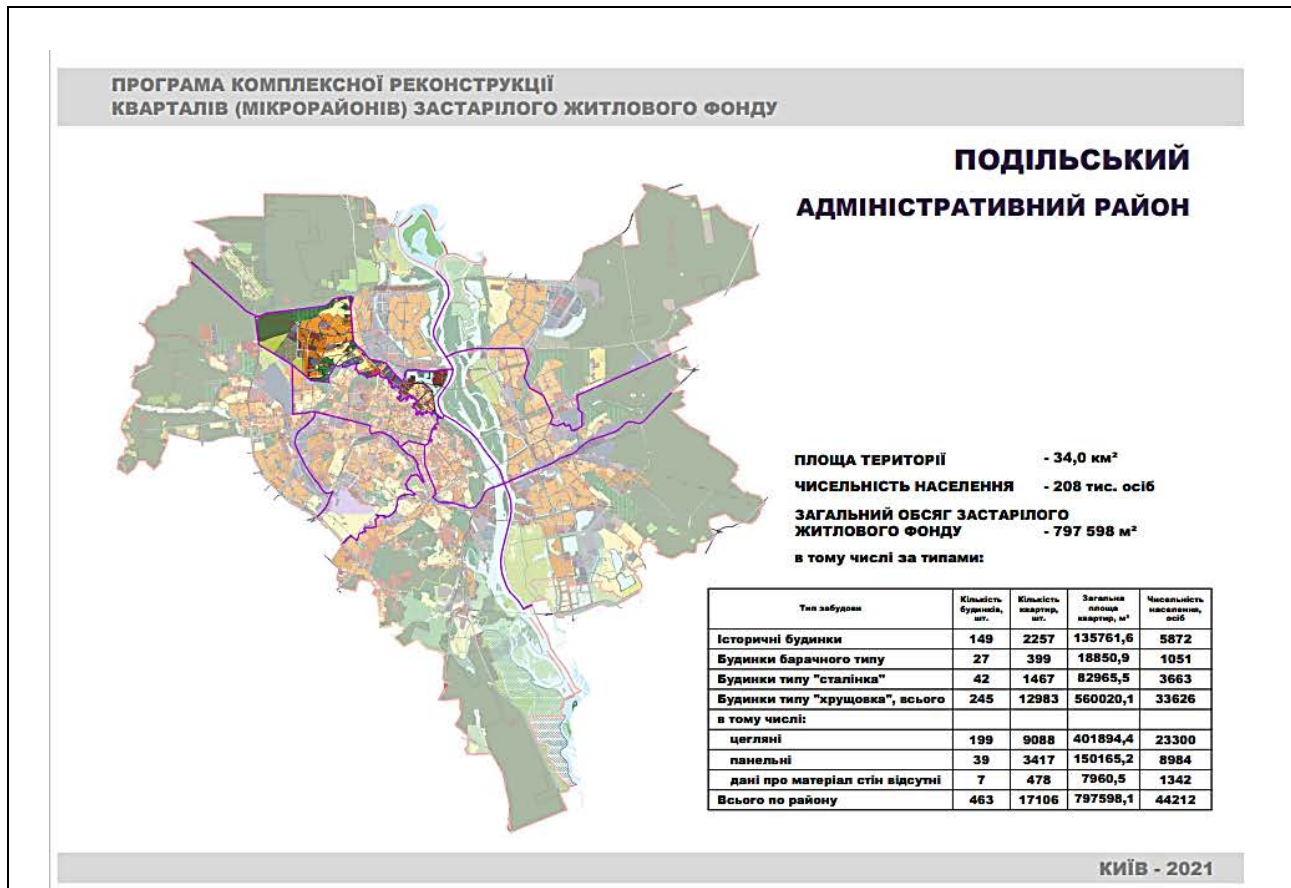 ПРОГРАМА КОМПЛЕКСНОЇ РЕКОНСТРУКЦІЇ
КВАРТАЛІВ (МІКРОРАЙОНІВ) ЗАСТАРІЛОГО ЖИТЛОВОГО ФОНДУ
ПОДІЛЬСЬКИЙ
АДМІНІСТРАТИВНИЙ РАЙОН
ПЛОЩА ТЕРИТОРІЇ - 34,0 км²
ЧИСЕЛЬНІСТЬ НАСЕЛЕННЯ - 208 тис. осіб
ЗАГАЛЬНИЙ ОБСЯГ ЗАСТАРІЛОГО
ЖИТЛОВОГО ФОНДУ - 797 598 м²
в тому числі за типами:
Тип забудови Кількість будинків, шт. Кількість квартир, шт. Загальна площа квартир, м² Чисельність населення, осіб
Історичні будинки 149 2257 135761,6 5872
Будинки барачного типу 27 399 18850,9 1051
Будинки типу "сталінка" 42 1467 82965,5 3663
Будинки типу "хрущовка", всього 245 12983 560020,1 33626
в тому числі:
цегляні 199 9088 401894,4 23300
панельні 39 3417 150165,2 8984
дані про матеріал стін відсутні 7 478 7960,5 1342
Всього по району 463 17106 797598,1 44212
КИЇВ - 2021